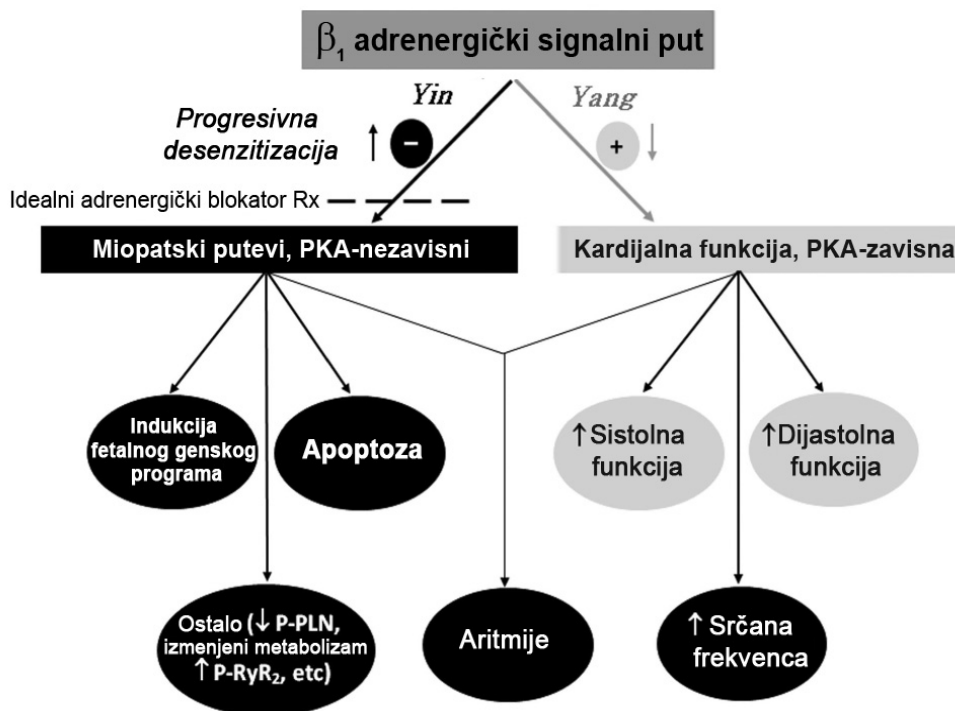 β₁ adrenergički signalni put
Yin
Yang
Progresivna
desenzitizacija
↑
−
+
↓
Idealni adrenergički blokator Rx
Miopatski putevi, PKA-nezavisni
Kardijalna funkcija, PKA-zavisna
Indukcija
fetalnog genskog
programa
Apoptoza
↑Sistolna
funkcija
↑Dijastolna
funkcija
Ostalo (↓ P-PLN,
izmenjeni metabolizam
↑ P-RyR₂, etc)
Aritmije
↑ Srčana
frekvenca